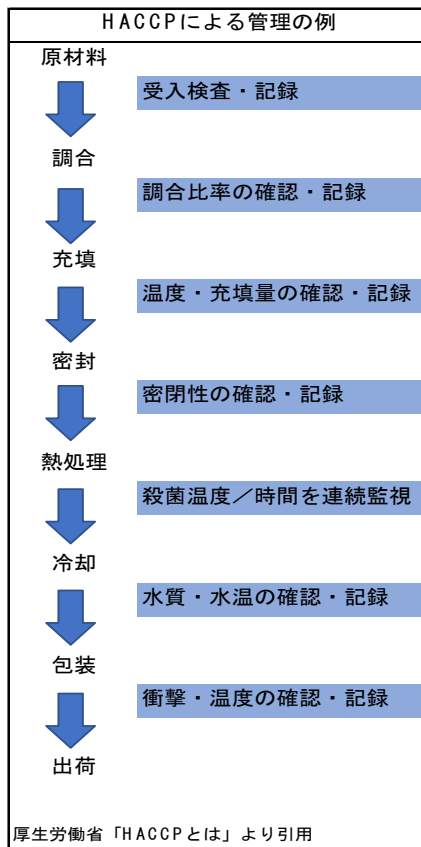 HACCPによる管理の例
原材料
受入検査・記録
調合
調合比率の確認・記録
充填
温度・充填量の確認・記録
密封
密閉性の確認・記録
熱処理
殺菌温度／時間を連続監視
冷却
水質・水温の確認・記録
包装
衝撃・温度の確認・記録
出荷
厚生労働省「HACCPとは」より引用